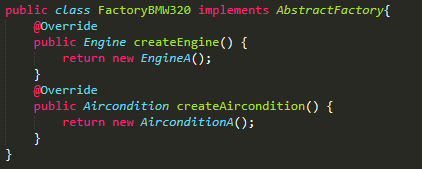 public class FactoryBMW320 implements AbstractFactory{
    @Override
    public Engine createEngine() {
        return new EngineA();
    }
    @Override
    public Aircondition createAircondition() {
        return new AirconditionA();
    }
}